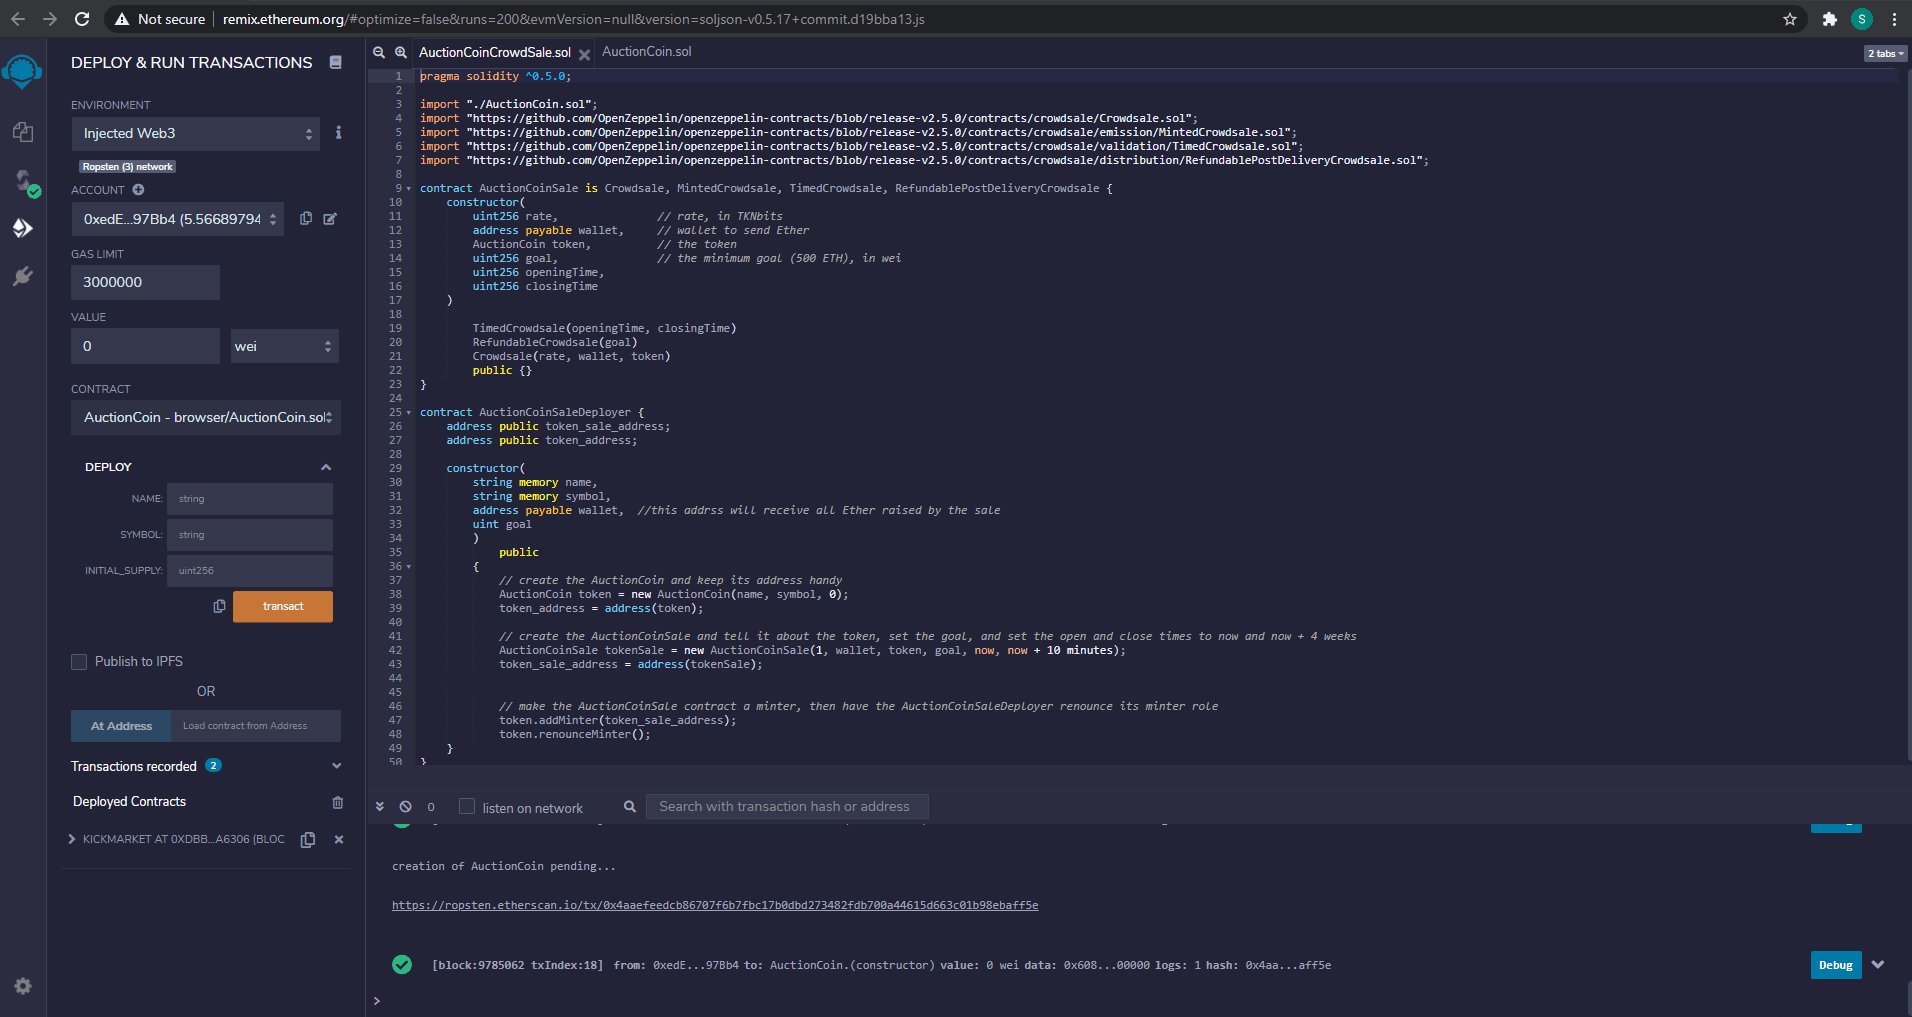 Not secure | remix.ethereum.org/#optimize=false&runs=200&evmVersion=null&version=soljson-v0.5.17+commit.d19bba13.js
S
DEPLOY & RUN TRANSACTIONS
ENVIRONMENT
Injected Web3
Ropsten (3) network
ACCOUNT
0xedE...97Bb4 (5.56689794
GAS LIMIT
3000000
VALUE
0
wei
CONTRACT
AuctionCoin - browser/AuctionCoin.sol
DEPLOY
NAME: string
SYMBOL: string
INITIAL_SUPPLY: uint256
transact
Publish to IPFS
OR
At Address
Load contract from Address
Transactions recorded 2
Deployed Contracts
KICKMARKET AT 0XDBB...A6306 (BLOC
AuctionCoinCrowdSale.sol
AuctionCoin.sol
2 tabs
1 pragma solidity ^0.5.0;
2
3 import "./AuctionCoin.sol";
4 import "https://github.com/OpenZeppelin/openzeppelin-contracts/blob/release-v2.5.0/contracts/crowdsale/Crowdsale.sol";
5 import "https://github.com/OpenZeppelin/openzeppelin-contracts/blob/release-v2.5.0/contracts/crowdsale/emission/MintedCrowdsale.sol";
6 import "https://github.com/OpenZeppelin/openzeppelin-contracts/blob/release-v2.5.0/contracts/crowdsale/validation/TimedCrowdsale.sol";
7 import "https://github.com/OpenZeppelin/openzeppelin-contracts/blob/release-v2.5.0/contracts/crowdsale/distribution/RefundablePostDeliveryCrowdsale.sol";
8
9 contract AuctionCoinSale is Crowdsale, MintedCrowdsale, TimedCrowdsale, RefundablePostDeliveryCrowdsale {
10 constructor(
11 uint256 rate, // rate, in TKNbits
12 address payable wallet, // wallet to send Ether
13 AuctionCoin token, // the token
14 uint256 goal, // the minimum goal (500 ETH), in wei
15 uint256 openingTime,
16 uint256 closingTime
17 )
18
19 TimedCrowdsale(openingTime, closingTime)
20 RefundableCrowdsale(goal)
21 Crowdsale(rate, wallet, token)
22 public {}
23 }
24
25 contract AuctionCoinSaleDeployer {
26 address public token_sale_address;
27 address public token_address;
28
29 constructor(
30 string memory name,
31 string memory symbol,
32 address payable wallet, //this addrss will receive all Ether raised by the sale
33 uint goal
34 )
35 public
36 {
37 // create the AuctionCoin and keep its address handy
38 AuctionCoin token = new AuctionCoin(name, symbol, 0);
39 token_address = address(token);
40
41 // create the AuctionCoinSale and tell it about the token, set the goal, and set the open and close times to now and now + 4 weeks
42 AuctionCoinSale tokenSale = new AuctionCoinSale(1, wallet, token, goal, now, now + 10 minutes);
43 token_sale_address = address(tokenSale);
44
45
46 // make the AuctionCoinSale contract a minter, then have the AuctionCoinSaleDeployer renounce its minter role
47 token.addMinter(token_sale_address);
48 token.renounceMinter();
49 }
50 }
0
listen on network
Search with transaction hash or address
creation of AuctionCoin pending...
https://ropsten.etherscan.io/tx/0x4aaefeedcb86707f6b7fbc17b0dbd273482fdb700a44615d663c01b98ebaff5e
[block:9785062 txIndex:18] from: 0xedE...97Bb4 to: AuctionCoin.(constructor) value: 0 wei data: 0x608...00000 logs: 1 hash: 0x4aa...aff5e
Debug
>